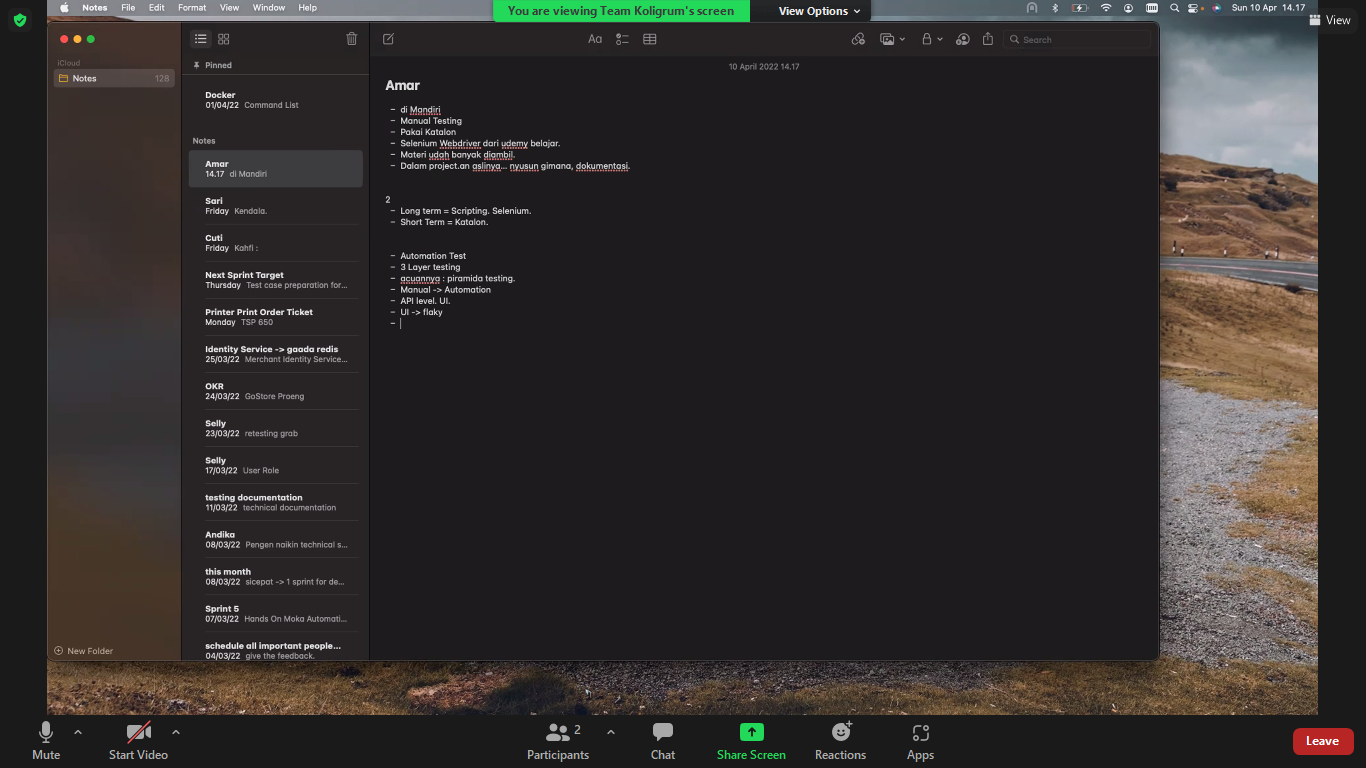 You are viewing Team Koligrum's screen
View Options
View
Notes File Edit Format View Window Help
Sun 10 Apr 14.17
iCloud
Notes 128
New Folder
Pinned
Docker
01/04/22 Command List
Notes
Amar
14.17 di Mandiri
Sari
Friday Kendala.
Cuti
Friday Kahfi :
Next Sprint Target
Thursday Test case preparation for...
Printer Print Order Ticket
Monday TSP 650
Identity Service -> gaada redis
25/03/22 Merchant Identity Service...
OKR
24/03/22 GoStore Proeng
Selly
23/03/22 retesting grab
Selly
17/03/22 User Role
testing documentation
11/03/22 technical documentation
Andika
08/03/22 Pengen naikin technical s...
this month
08/03/22 sicepat -> 1 sprint for de...
Sprint 5
07/03/22 Hands On Moka Automati...
schedule all important people...
04/03/22 give the feedback.
Aa
Search
10 April 2022 14.17
Amar
– di Mandiri
– Manual Testing
– Pakai Katalon
– Selenium Webdriver dari udemy belajar.
– Materi udah banyak diambil.
– Dalam project.an aslinya... nyusun gimana, dokumentasi.
2
– Long term = Scripting. Selenium.
– Short Term = Katalon.
– Automation Test
– 3 Layer testing
– acuannya : piramida testing.
– Manual -> Automation
– API level. UI.
– UI -> flaky
–
Mute
Start Video
Participants 2
Chat
Share Screen
Reactions
Apps
Leave